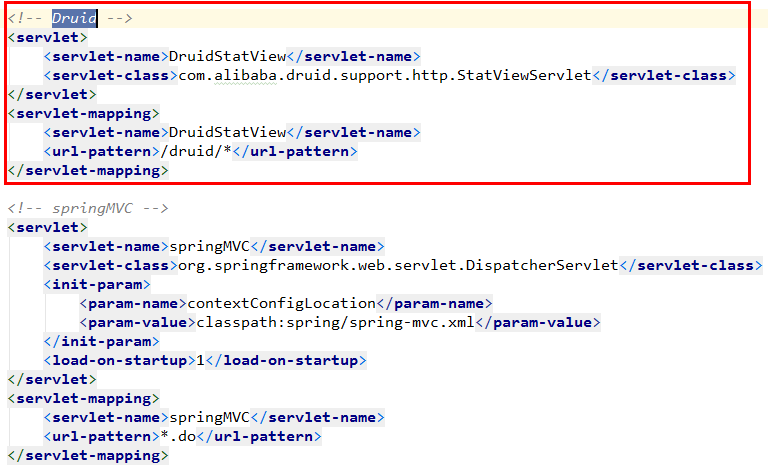 <!-- Druid -->
<servlet>
    <servlet-name>DruidStatView</servlet-name>
    <servlet-class>com.alibaba.druid.support.http.StatViewServlet</servlet-class>
</servlet>
<servlet-mapping>
    <servlet-name>DruidStatView</servlet-name>
    <url-pattern>/druid/*</url-pattern>
</servlet-mapping>
<!-- springMVC -->
<servlet>
    <servlet-name>springMVC</servlet-name>
    <servlet-class>org.springframework.web.servlet.DispatcherServlet</servlet-class>
    <init-param>
        <param-name>contextConfigLocation</param-name>
        <param-value>classpath:spring/spring-mvc.xml</param-value>
    </init-param>
    <load-on-startup>1</load-on-startup>
</servlet>
<servlet-mapping>
    <servlet-name>springMVC</servlet-name>
    <url-pattern>*.do</url-pattern>
</servlet-mapping>